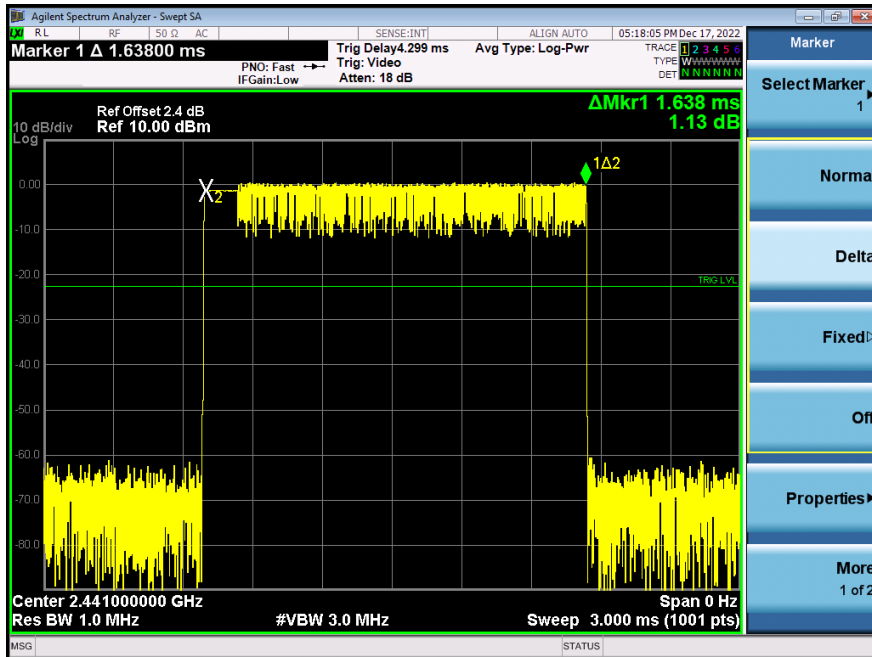 Agilent Spectrum Analyzer - Swept SA
LXI RL RF 50 Ω AC SENSE:INT ALIGN AUTO 05:18:05 PM Dec 17, 2022
Marker 1 Δ 1.63800 ms
PNO: Fast
IFGain:Low
Trig Delay4.299 ms
Trig: Video
Atten: 18 dB
Avg Type: Log-Pwr
TRACE 1 2 3 4 5 6
TYPE WWWWWW
DET N N N N N N
ΔMkr1 1.638 ms
1.13 dB
Ref Offset 2.4 dB
10 dB/div Ref 10.00 dBm
Log
1Δ2
0.00
2
-10.0
-20.0
TRIG LVL
-30.0
-40.0
-50.0
-60.0
-70.0
-80.0
Center 2.441000000 GHz Span 0 Hz
Res BW 1.0 MHz #VBW 3.0 MHz Sweep 3.000 ms (1001 pts)
MSG STATUS
Marker
Select Marker
1
Norma
Delta
Fixed
Off
Properties
More
1 of 2